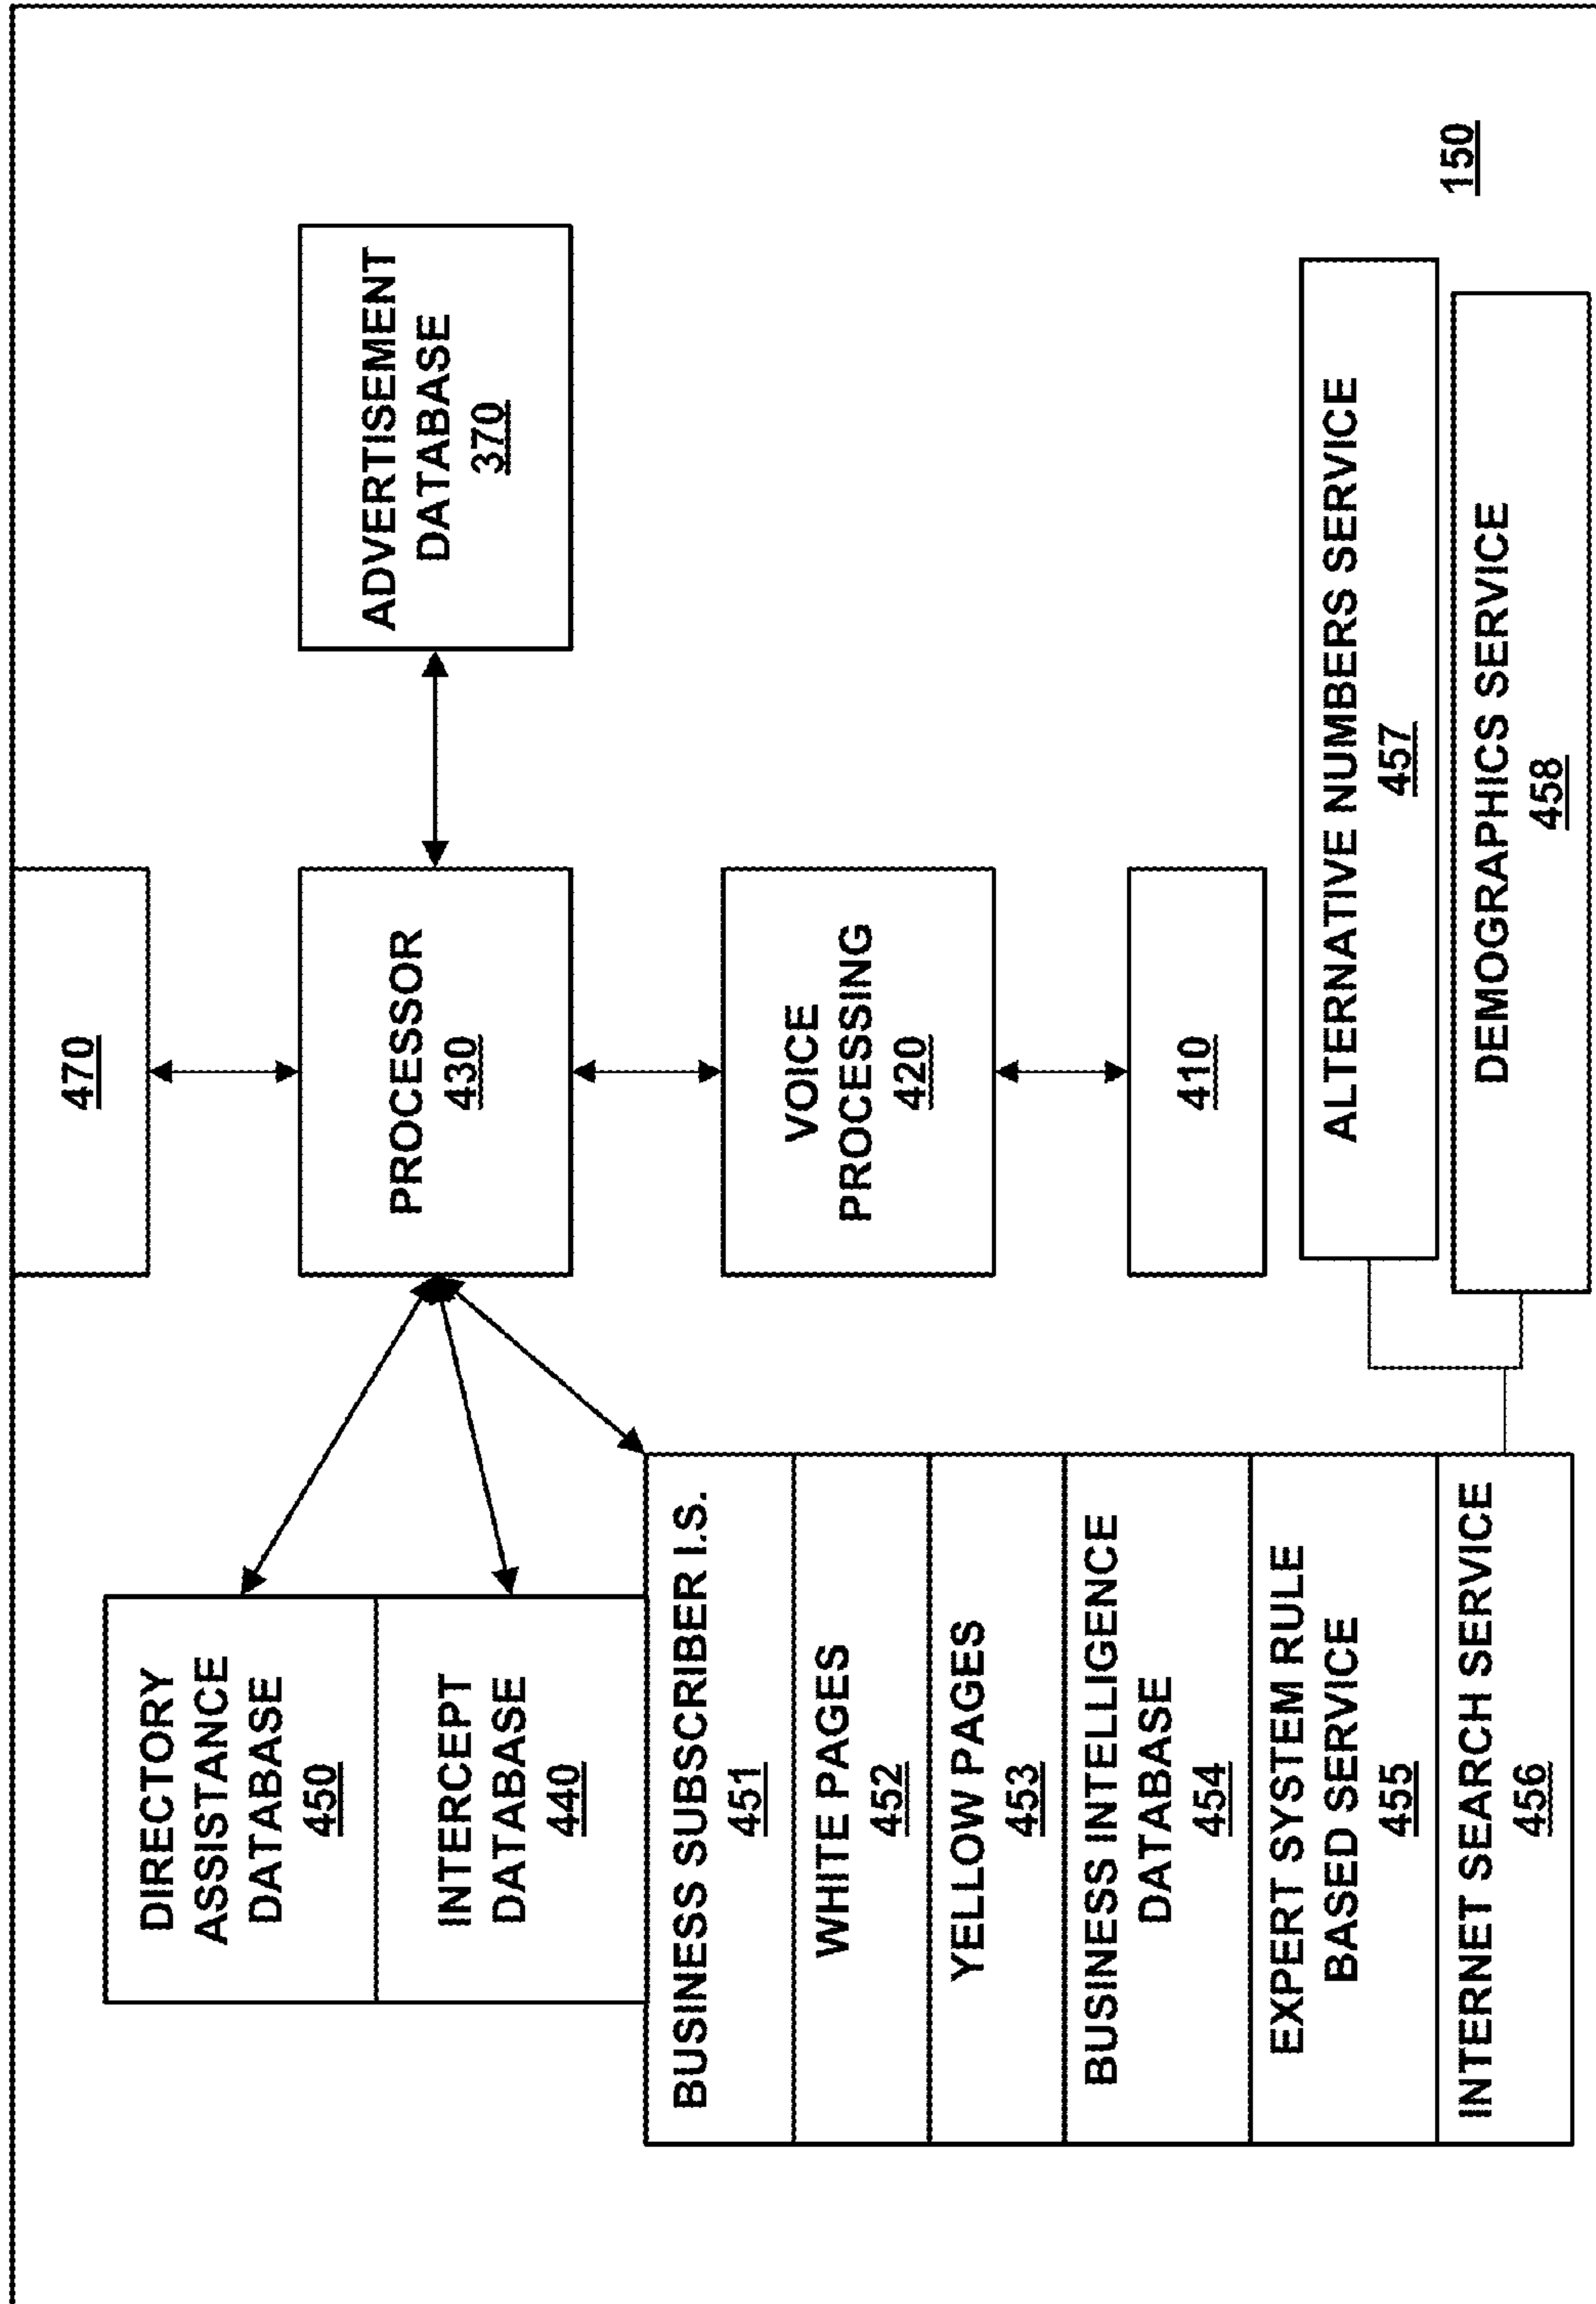 470
DIRECTORY
ASSISTANCE
DATABASE
450
INTERCEPT
DATABASE
440
PROCESSOR
430
ADVERTISEMENT
DATABASE
370
BUSINESS SUBSCRIBER I.S.
451
WHITE PAGES
452
YELLOW PAGES
453
BUSINESS INTELLIGENCE
DATABASE
454
EXPERT SYSTEM RULE
BASED SERVICE
455
INTERNET SEARCH SERVICE
456
VOICE
PROCESSING
420
410
ALTERNATIVE NUMBERS SERVICE
457
DEMOGRAPHICS SERVICE
458
150